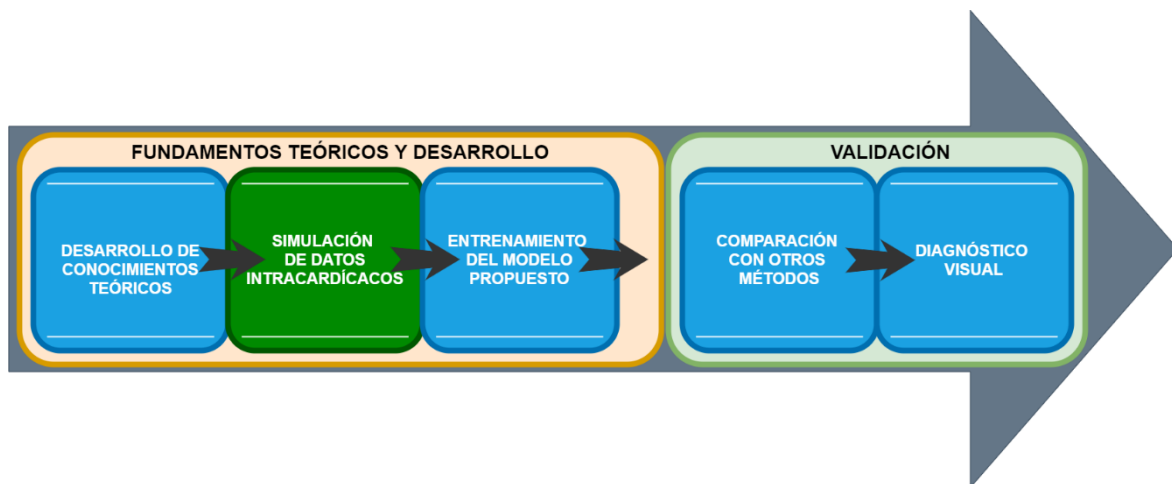 FUNDAMENTOS TEÓRICOS Y DESARROLLO
DESARROLLO DE
CONOCIMIENTOS
TEÓRICOS
SIMULACIÓN
DE DATOS
INTRACARDÍCACOS
ENTRENAMIENTO
DEL MODELO
PROPUESTO
VALIDACIÓN
COMPARACIÓN
CON OTROS
MÉTODOS
DIAGNÓSTICO
VISUAL